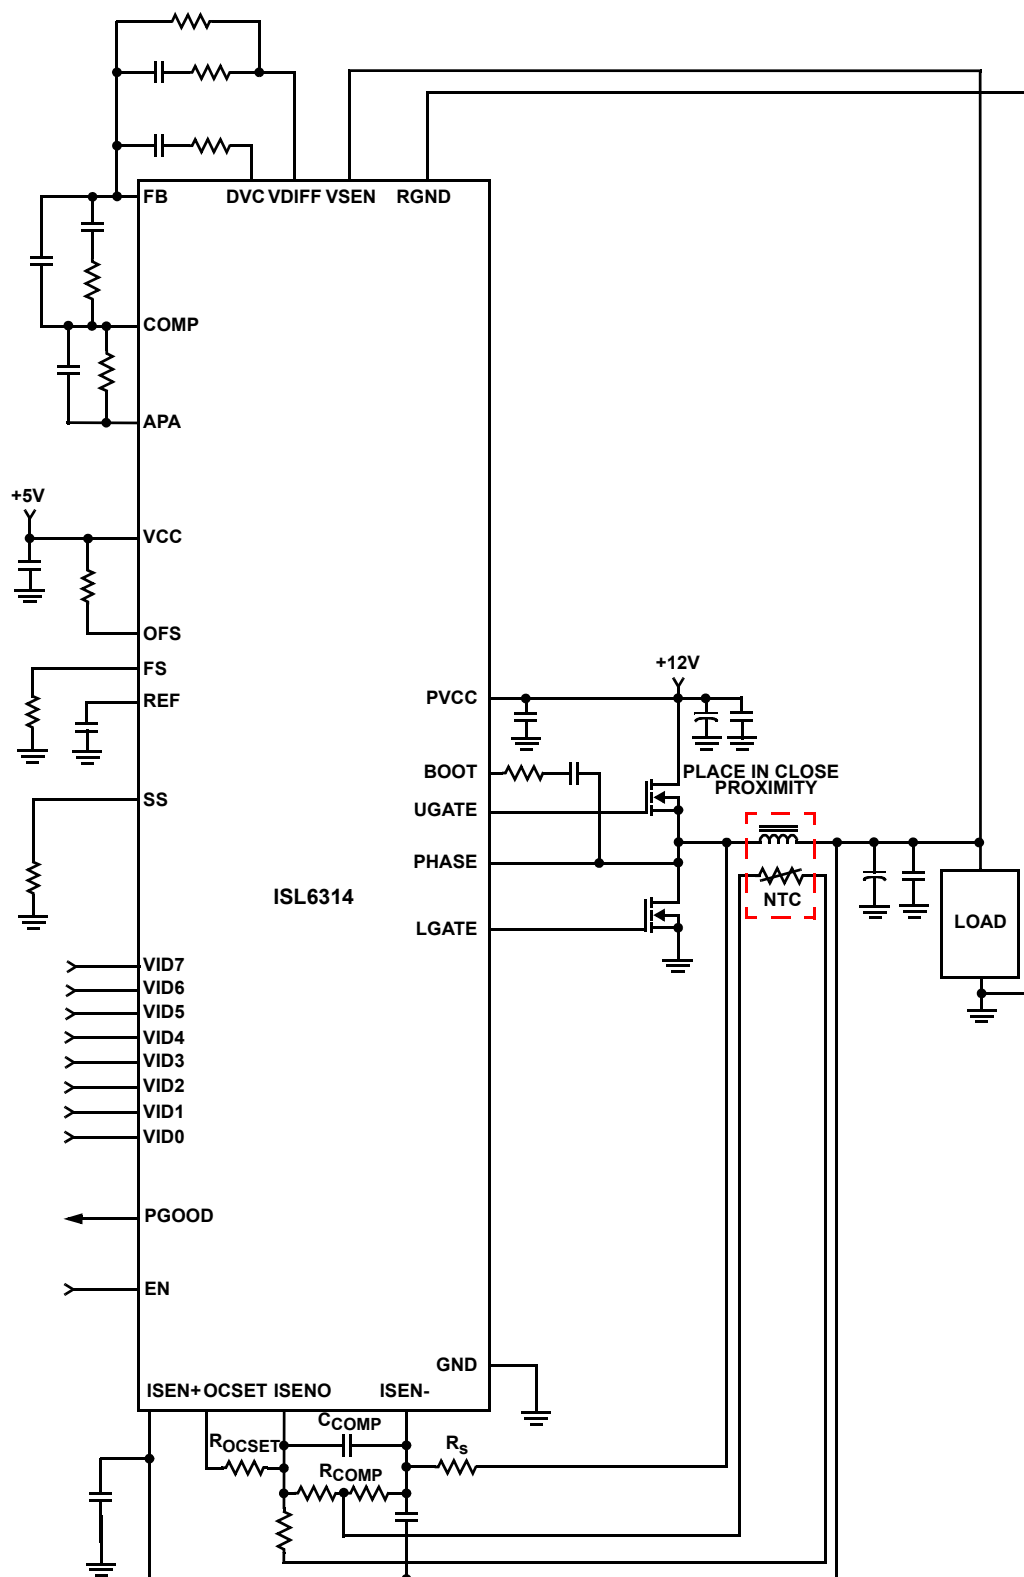 FB
DVC VDIFF VSEN RGND
COMP
APA
+5V
VCC
OFS
FS
REF
+12V
PVCC
BOOT
PLACE IN CLOSE
PROXIMITY
SS
UGATE
PHASE
ISL6314
NTC
LGATE
LOAD
VID7
VID6
VID5
VID4
VID3
VID2
VID1
VID0
PGOOD
EN
GND
ISEN+ OCSET ISENO ISEN-
CCOMP
ROCSET
Rs
RCOMP